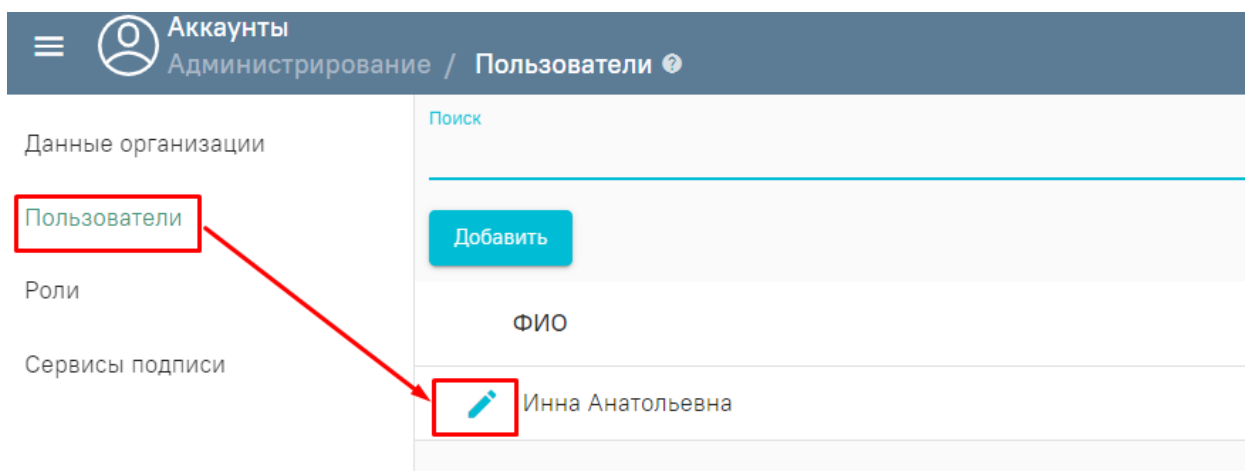 Аккаунты
Администрирование / Пользователи ?
Данные организации
Пользователи
Роли
Сервисы подписи
Поиск
Добавить
ФИО
Инна Анатольевна